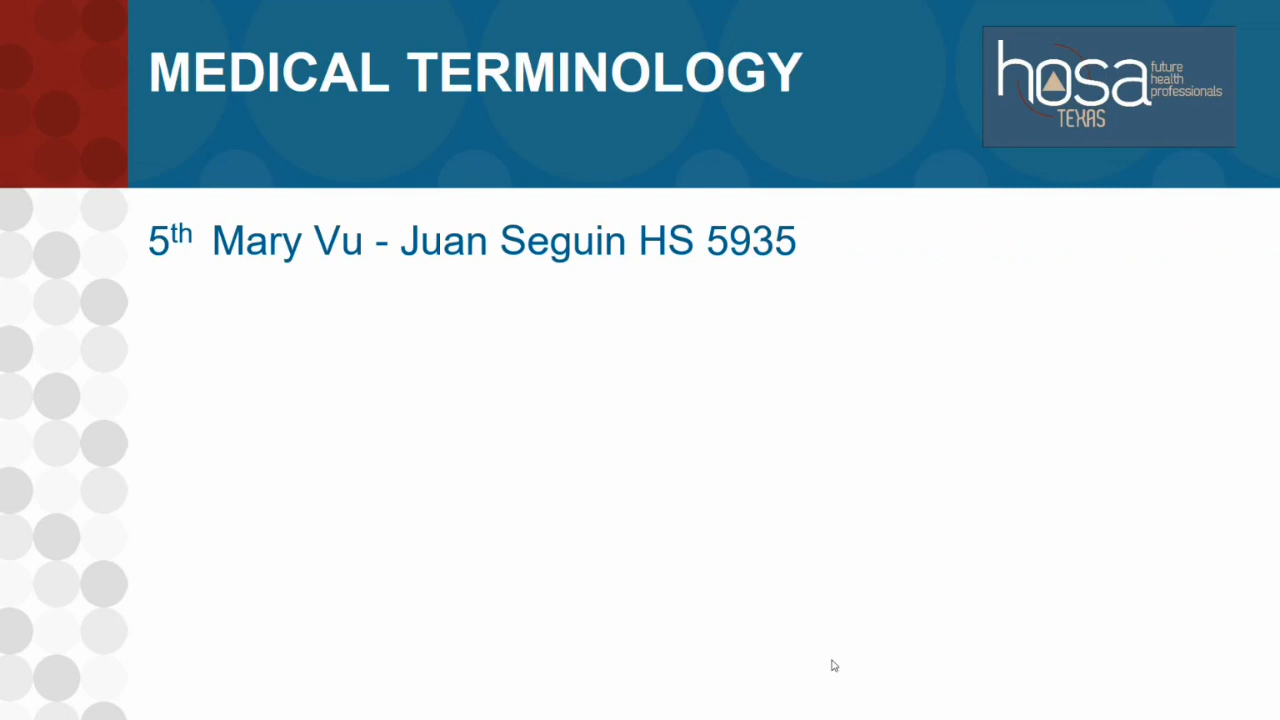 MEDICAL TERMINOLOGY
hosa
future
health
professionals
TEXAS
5th Mary Vu - Juan Seguin HS 5935